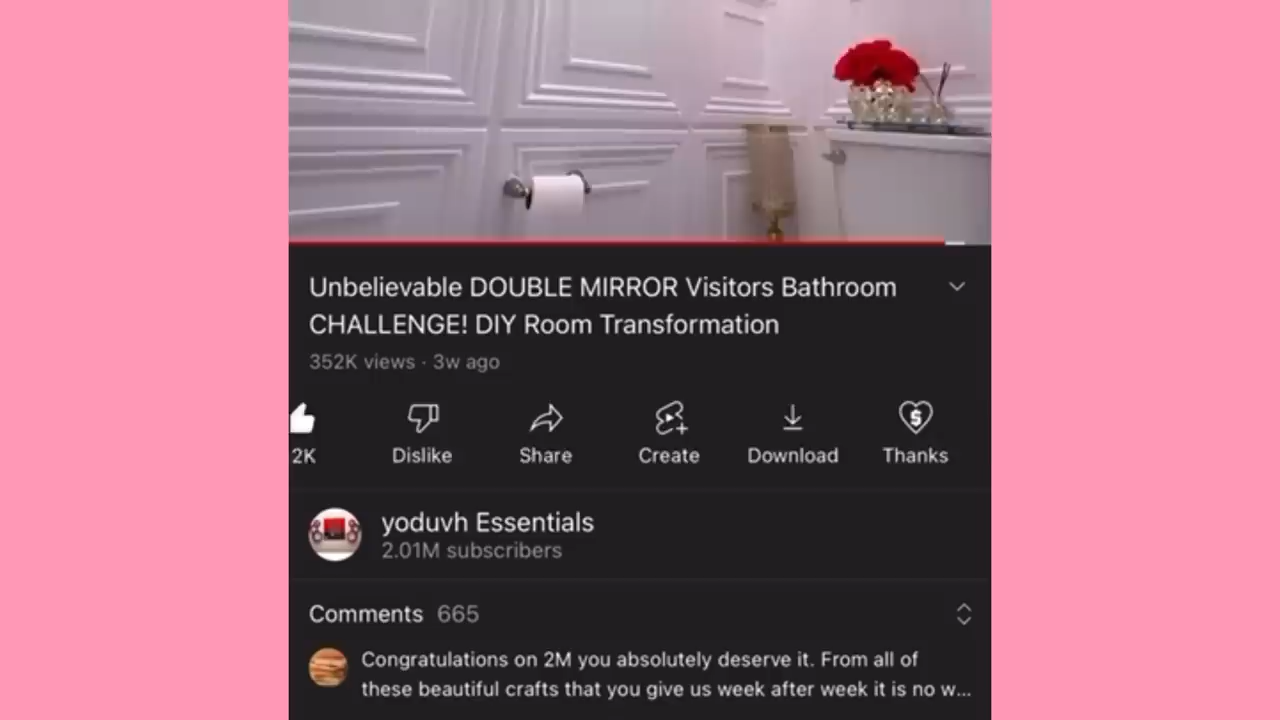 Unbelievable DOUBLE MIRROR Visitors Bathroom
CHALLENGE! DIY Room Transformation
352K views · 3w ago
2K
Dislike
Share
Create
Download
Thanks
yoduvh Essentials
2.01M subscribers
Comments 665
Congratulations on 2M you absolutely deserve it. From all of
these beautiful crafts that you give us week after week it is no w...